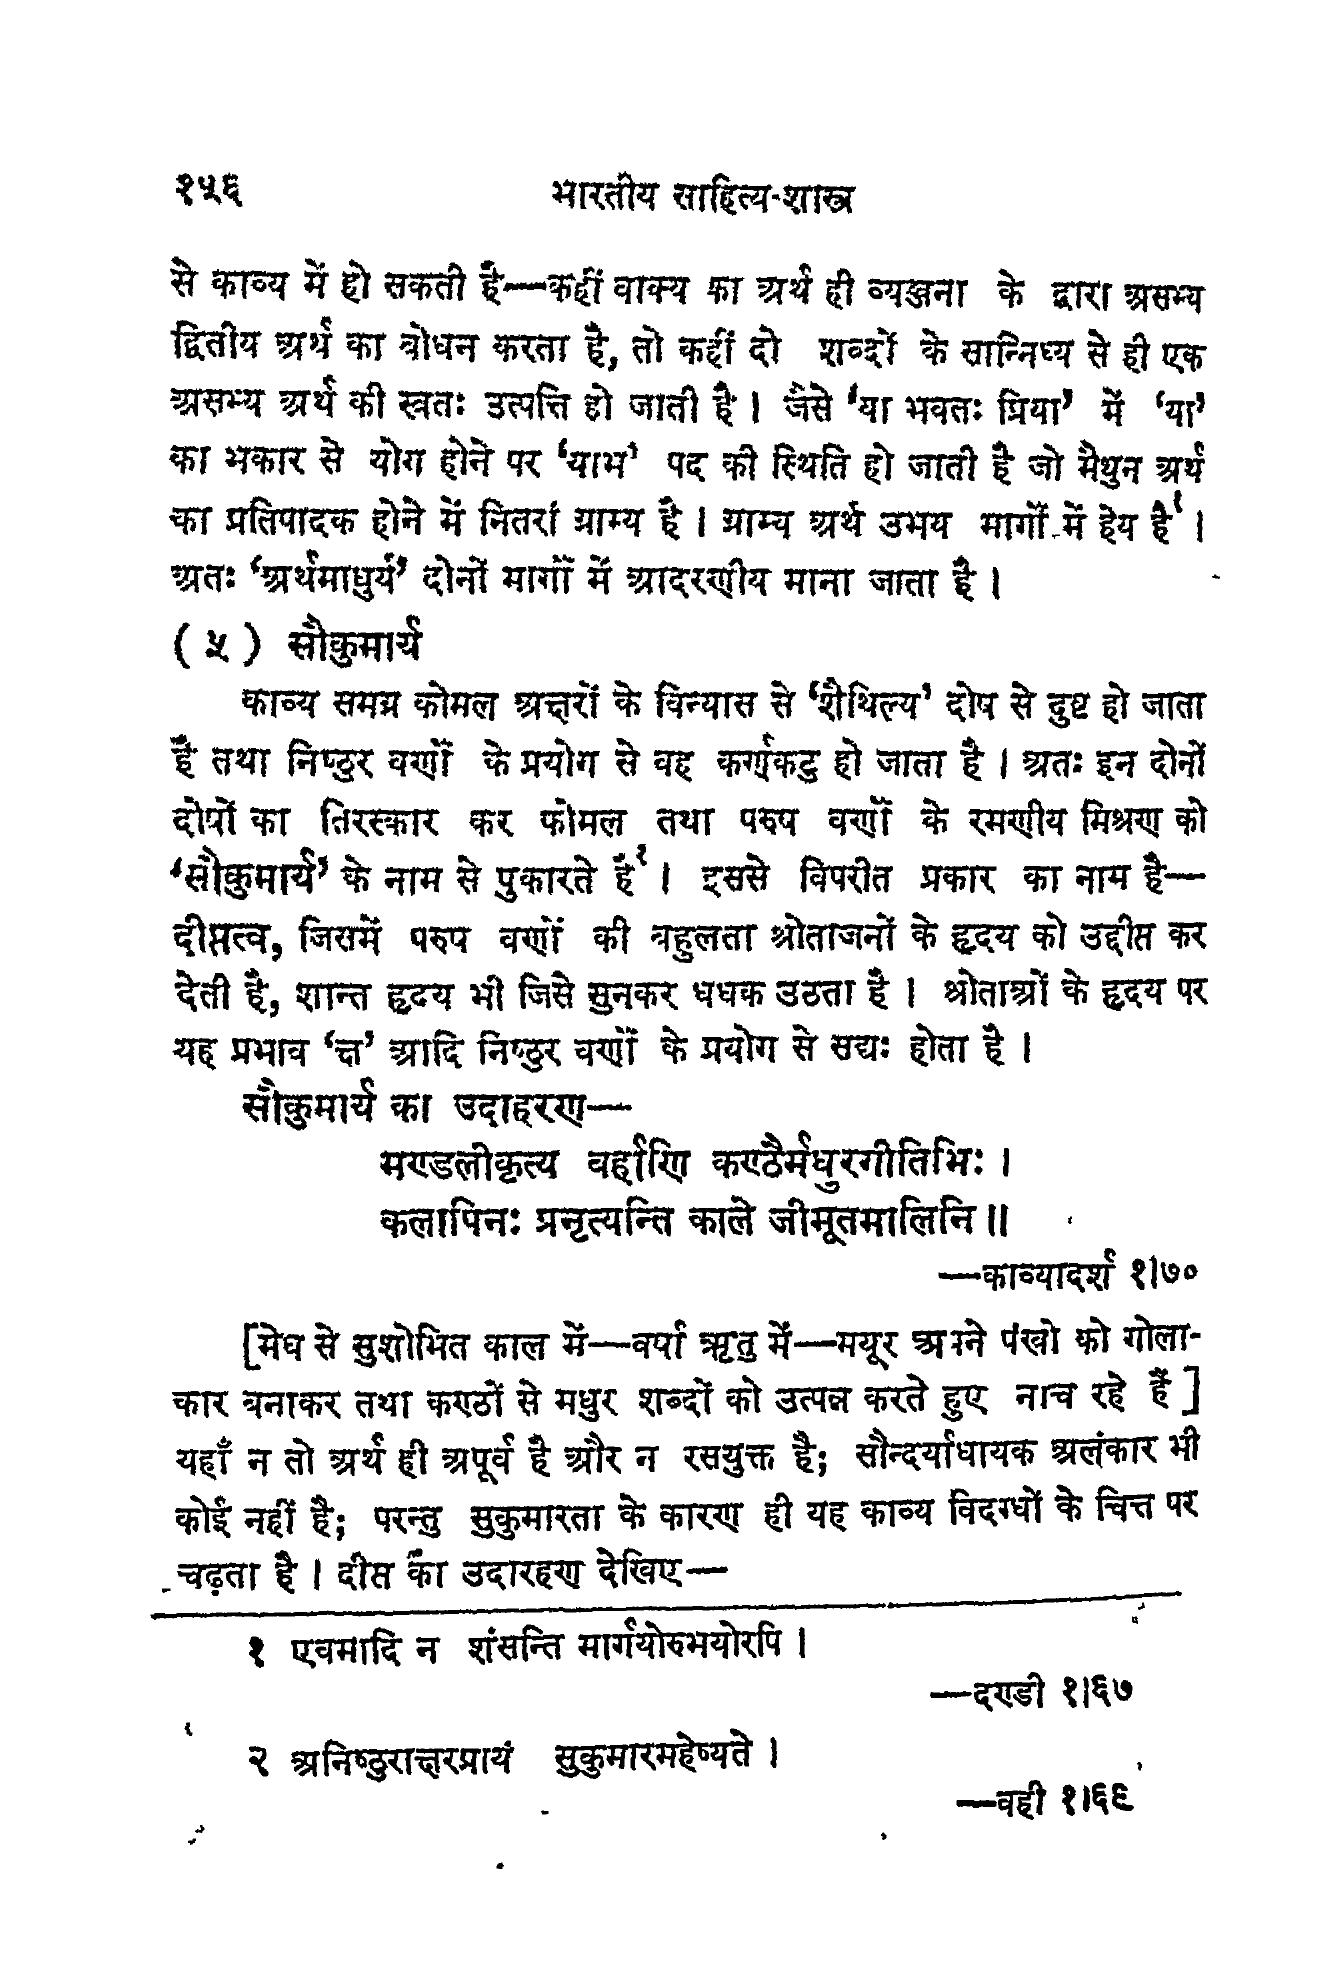 १५६ भारतीय साहित्य-शास्त्र
से काव्य में हो सकती है—कहीं वाक्य का अर्थ ही व्यञ्जना के द्वारा असभ्य
द्वितीय अर्थ का बोधन करता है, तो कहीं दो शब्दों के सान्निध्य से ही एक
असभ्य अर्थ की स्वतः उत्पत्ति हो जाती है। जैसे ‘या भवतः प्रिया’ में ‘या’
का भकार से योग होने पर ‘याभ’ पद की स्थिति हो जाती है जो मैथुन अर्थ
का प्रतिपादक होने में नितरां ग्राम्य है। ग्राम्य अर्थ उभय मार्गों में हेय है१।
अतः ‘अर्थमाधुर्य’ दोनों मार्गों में आदरणीय माना जाता है।
( ५ ) सौकुमार्य
काव्य समग्र कोमल अक्षरों के विन्यास से ‘शैथिल्य’ दोष से दुष्ट हो जाता
है तथा निष्ठुर वर्णों के प्रयोग से वह कर्णकटु हो जाता है। अतः इन दोनों
दोषों का तिरस्कार कर कोमल तथा परुष वर्णों के रमणीय मिश्रण को
‘सौकुमार्य’ के नाम से पुकारते हैं२। इससे विपरीत प्रकार का नाम है—
दीप्तत्व, जिसमें परुष वर्णों की बहुलता श्रोताजनों के हृदय को उद्दीप्त कर
देती है, शान्त हृदय भी जिसे सुनकर धधक उठता है। श्रोताओं के हृदय पर
यह प्रभाव ‘क्ष’ आदि निष्ठुर वर्णों के प्रयोग से सद्यः होता है।
सौकुमार्य का उदाहरण—
मण्डलीकृत्य बर्हाणि कण्ठैर्मधुरगीतिभिः।
कलापिनः प्रनृत्यन्ति काले जीमूतमालिनि॥
—काव्यादर्श १।७०
[मेघ से सुशोभित काल में—वर्षा ऋतु में—मयूर अपने पंखो को गोला-
कार बनाकर तथा कण्ठों से मधुर शब्दों को उत्पन्न करते हुए नाच रहे हैं]
यहाँ न तो अर्थ ही अपूर्व है और न रसयुक्त है; सौन्दर्याधायक अलंकार भी
कोई नहीं है; परन्तु सुकुमारता के कारण ही यह काव्य विदग्धों के चित्त पर
चढ़ता है। दीप्त का उदारहण देखिए—
१ एवमादि न शंसन्ति मार्गयोरुभयोरपि।
—दण्डी १।६७
२ अनिष्ठुराक्षरप्रायं सुकुमारमहेष्यते।
—वही १।६९